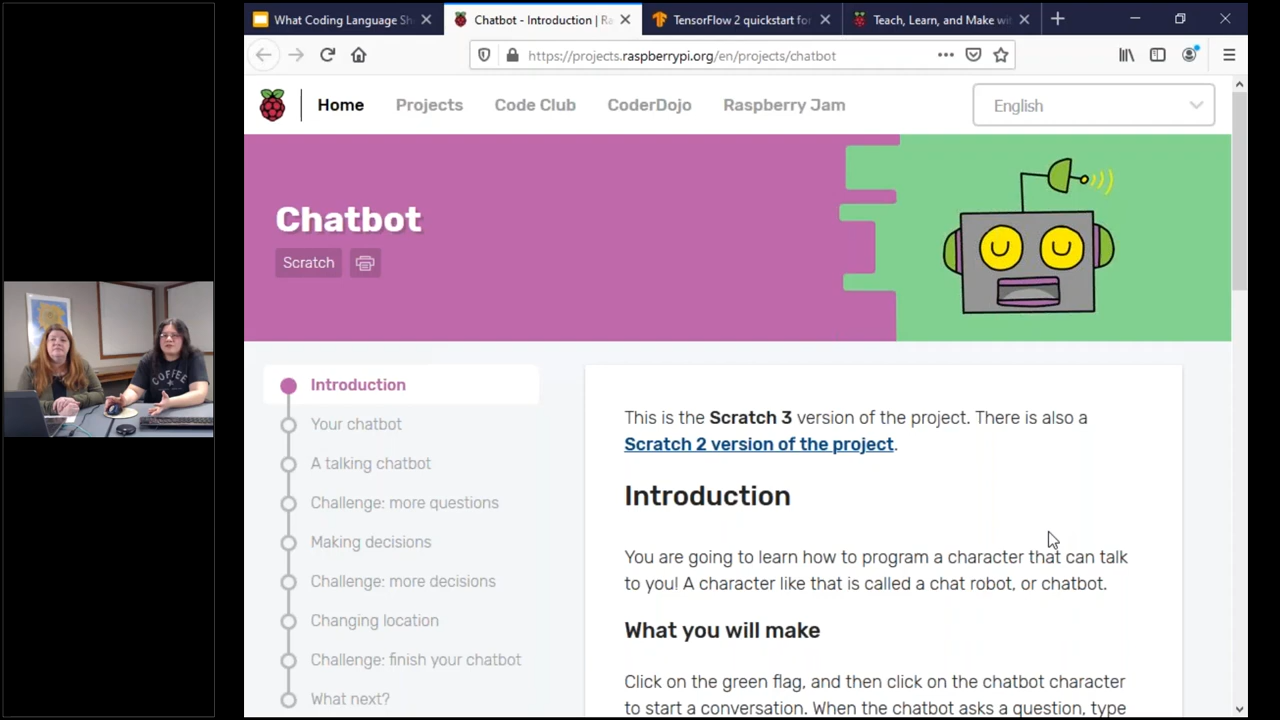 What Coding Language Sh
Chatbot - Introduction | Ra
TensorFlow 2 quickstart for
Teach, Learn, and Make wit
https://projects.raspberrypi.org/en/projects/chatbot
Home
Projects
Code Club
CoderDojo
Raspberry Jam
English
Chatbot
Scratch
COFFEE
Introduction
Your chatbot
A talking chatbot
Challenge: more questions
Making decisions
Challenge: more decisions
Changing location
Challenge: finish your chatbot
What next?
This is the Scratch 3 version of the project. There is also a
Scratch 2 version of the project.
Introduction
You are going to learn how to program a character that can talk
to you! A character like that is called a chat robot, or chatbot.
What you will make
Click on the green flag, and then click on the chatbot character
to start a conversation. When the chatbot asks a question, type